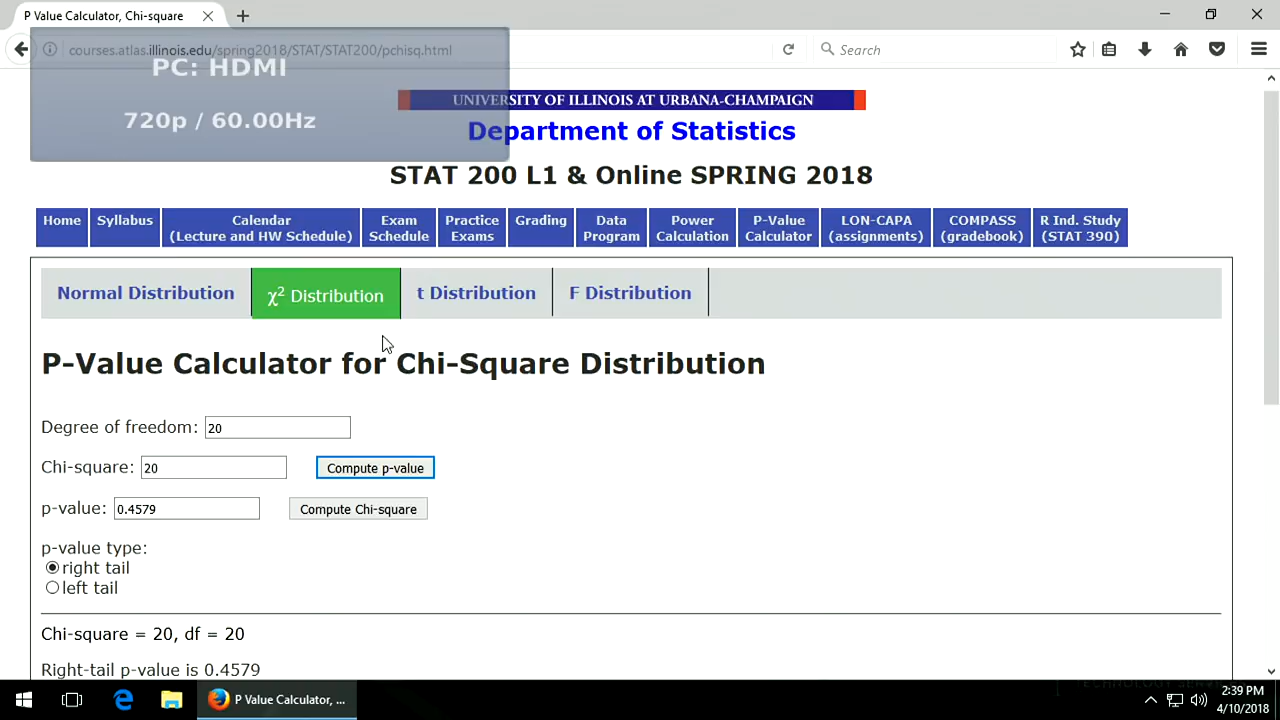 P Value Calculator, Chi-square
courses.atlas.illinois.edu/spring2018/STAT/STAT200/pchisq.html
Search
PC: HDMI
720p / 60.00Hz
UNIVERSITY OF ILLINOIS AT URBANA-CHAMPAIGN
Department of Statistics
STAT 200 L1 & Online SPRING 2018
Home
Syllabus
Calendar
(Lecture and HW Schedule)
Exam
Schedule
Practice
Exams
Grading
Data
Program
Power
Calculation
P-Value
Calculator
LON-CAPA
(assignments)
COMPASS
(gradebook)
R Ind. Study
(STAT 390)
Normal Distribution
χ² Distribution
t Distribution
F Distribution
P-Value Calculator for Chi-Square Distribution
Degree of freedom: 20
Chi-square: 20 Compute p-value
p-value: 0.4579 Compute Chi-square
p-value type:
right tail
left tail
Chi-square = 20, df = 20
Right-tail p-value is 0.4579
P Value Calculator, ...
2:39 PM
4/10/2018